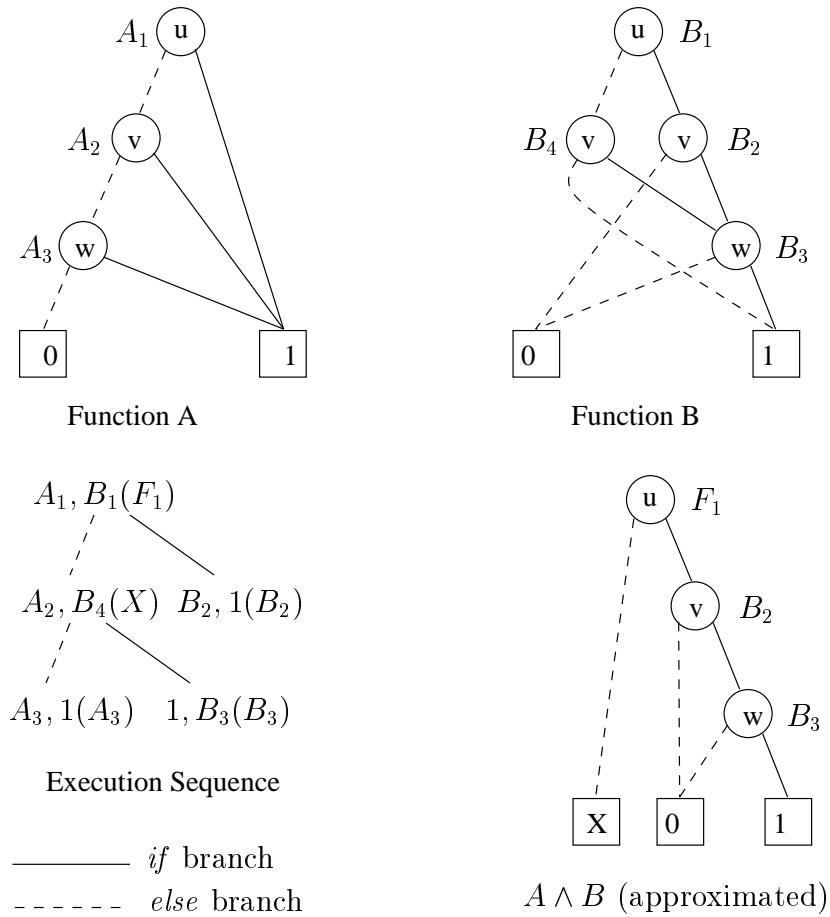 A₁ u
A₂ v
A₃ w
0 1
Function A
u B₁
B₄ v v B₂
w B₃
0 1
Function B
A₁, B₁(F₁)
A₂, B₄(X) B₂, 1(B₂)
A₃, 1(A₃) 1, B₃(B₃)
Execution Sequence
if branch
else branch
u F₁
v B₂
w B₃
X 0 1
A ∧ B (approximated)